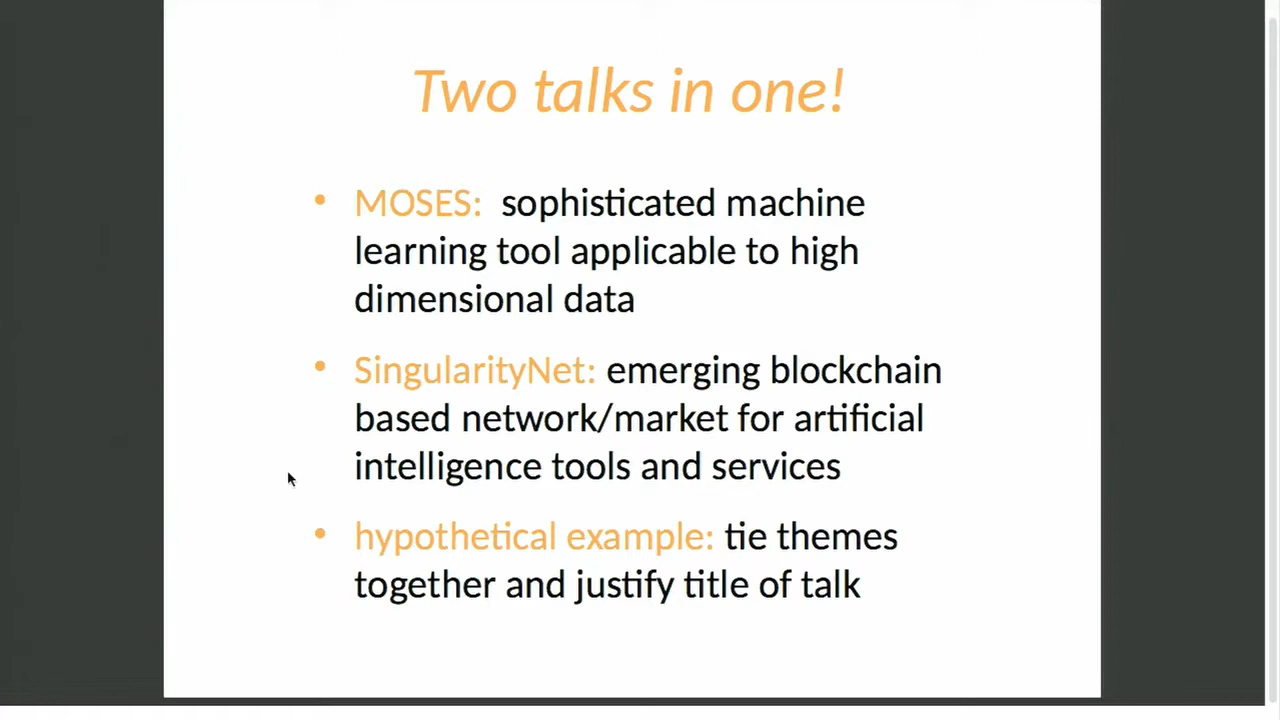 Two talks in one!
• MOSES: sophisticated machine
learning tool applicable to high
dimensional data
• SingularityNet: emerging blockchain
based network/market for artificial
intelligence tools and services
• hypothetical example: tie themes
together and justify title of talk